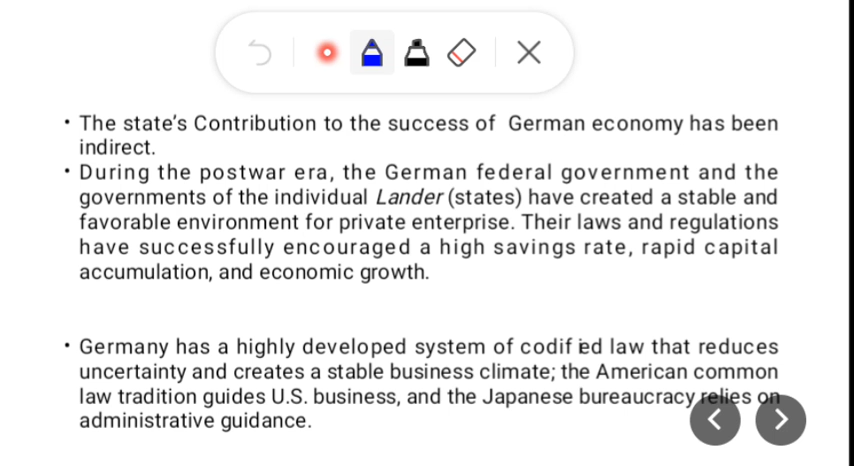 • The state’s Contribution to the success of German economy has been
indirect.
• During the postwar era, the German federal government and the
governments of the individual Lander (states) have created a stable and
favorable environment for private enterprise. Their laws and regulations
have successfully encouraged a high savings rate, rapid capital
accumulation, and economic growth.
• Germany has a highly developed system of codif ied law that reduces
uncertainty and creates a stable business climate; the American common
law tradition guides U.S. business, and the Japanese bureaucracy relies on
administrative guidance.